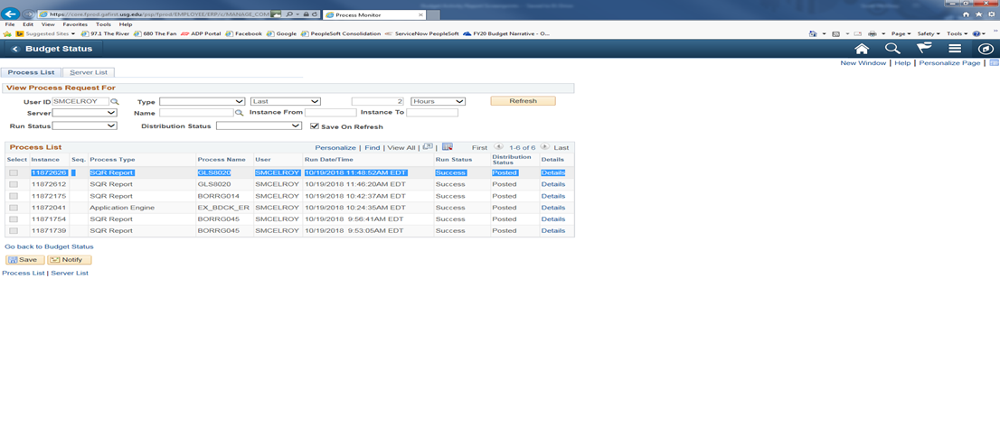 https://core.fprod.gafirst.usg.edu/psp/fprod/EMPLOYEE/ERP/c/MANAGE_COM
Process Monitor
File Edit View Favorites Tools Help
Suggested Sites 97.1 The River 680 The Fan ADP Portal Facebook Google PeopleSoft Consolidation ServiceNow PeopleSoft FY20 Budget Narrative - O... Page Safety Tools
Budget Status
New Window | Help | Personalize Page |
Process List Server List
View Process Request For
User ID SMCELROY Type Last 2 Hours Refresh
Server Name Instance From Instance To
Run Status Distribution Status Save On Refresh
Process List Personalize | Find | View All | | First 1-6 of 6 Last
Select Instance Seq. Process Type Process Name User Run Date/Time Run Status Distribution Status Details
11872626 SQR Report GLS8020 SMCELROY 10/19/2018 11:48:52AM EDT Success Posted Details
11872612 SQR Report GLS8020 SMCELROY 10/19/2018 11:46:20AM EDT Success Posted Details
11872175 SQR Report BORRG014 SMCELROY 10/19/2018 10:42:37AM EDT Success Posted Details
11872041 Application Engine EX_BDCK_ER SMCELROY 10/19/2018 10:24:35AM EDT Success Posted Details
11871754 SQR Report BORRG045 SMCELROY 10/19/2018 9:56:41AM EDT Success Posted Details
11871739 SQR Report BORRG045 SMCELROY 10/19/2018 9:53:05AM EDT Success Posted Details
Go back to Budget Status
Save Notify
Process List | Server List